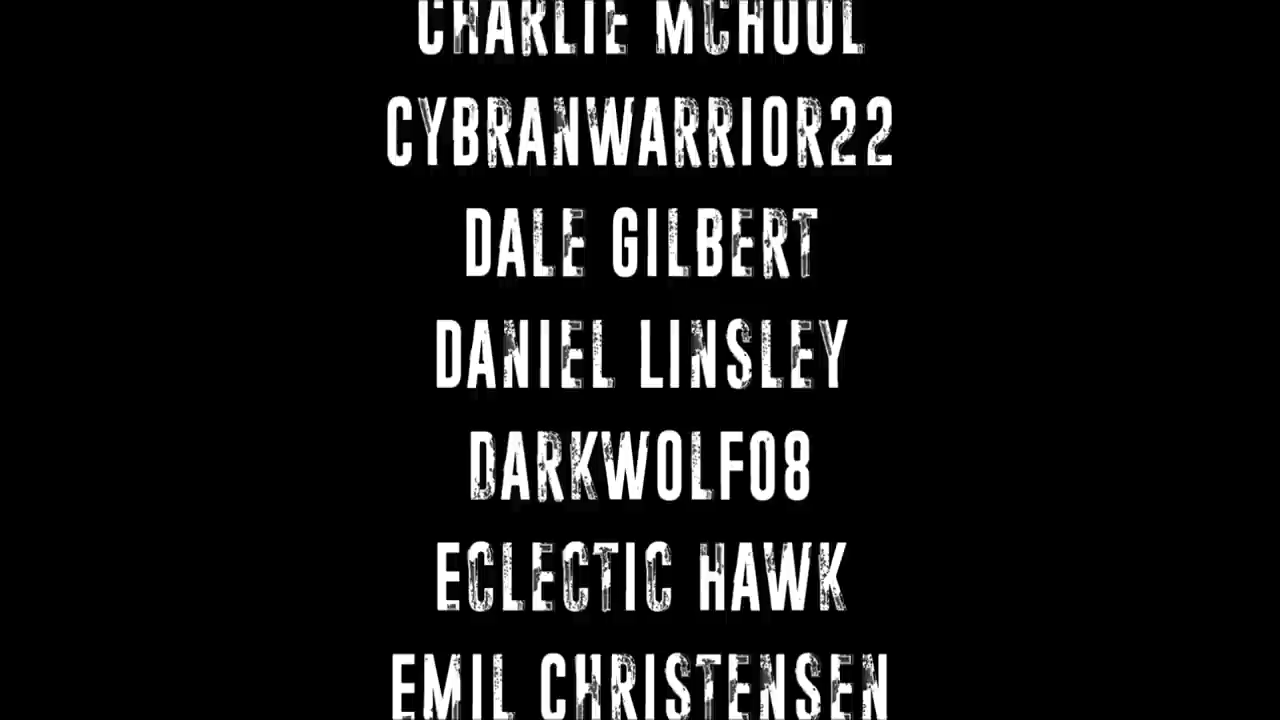 CHARLIE MCHOUL
CYBRANWARRIOR22
DALE GILBERT
DANIEL LINSLEY
DARKWOLF08
ECLECTIC HAWK
EMIL CHRISTENSEN